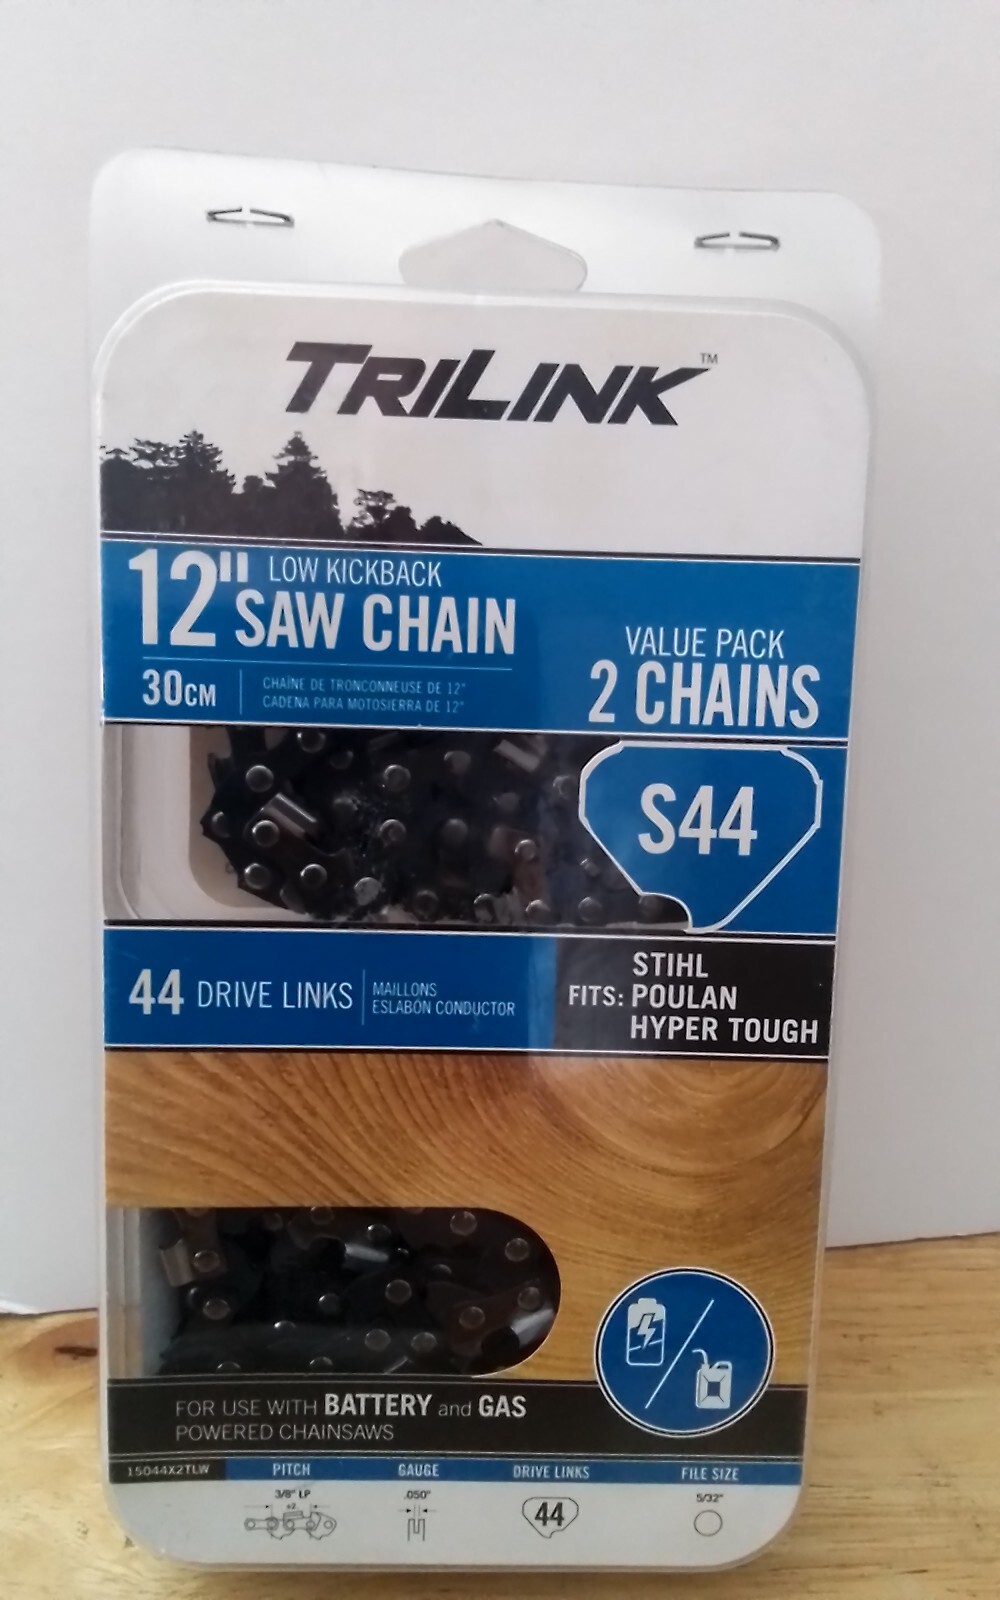 TRILINK™
12" LOW KICKBACK
SAW CHAIN
30CM
CHAÎNE DE TRONCONNEUSE DE 12"
CADENA PARA MOTOSIERRA DE 12"
VALUE PACK
2 CHAINS
S44
44 DRIVE LINKS
MAILLONS
ESLABÓN CONDUCTOR
FITS:
STIHL
POULAN
HYPER TOUGH
FOR USE WITH BATTERY and GAS
POWERED CHAINSAWS
15044X2TLW
PITCH
GAUGE
DRIVE LINKS
FILE SIZE
3/8" LP
÷2
.050"
44
5/32"